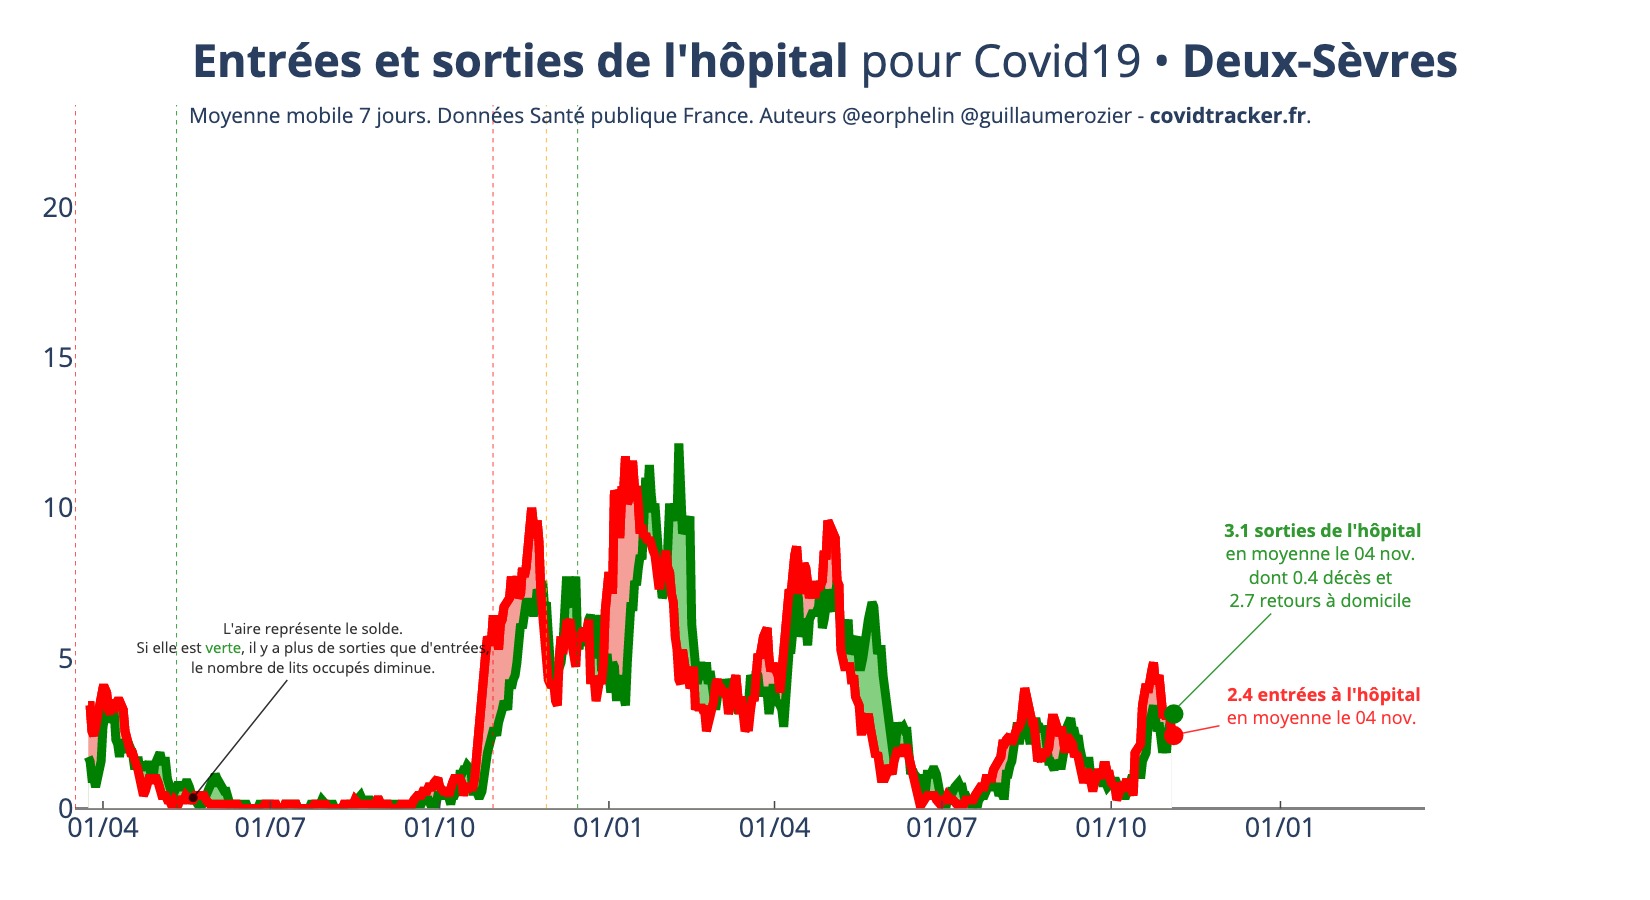 Entrées et sorties de l'hôpital pour Covid19 • Deux-Sèvres
Moyenne mobile 7 jours. Données Santé publique France. Auteurs @eorphelin @guillaumerozier - covidtracker.fr.
20
15
10
5
0
L'aire représente le solde.
Si elle est verte, il y a plus de sorties que d'entrées,
le nombre de lits occupés diminue.
3.1 sorties de l'hôpital
en moyenne le 04 nov.
dont 0.4 décès et
2.7 retours à domicile
2.4 entrées à l'hôpital
en moyenne le 04 nov.
01/04 01/07 01/10 01/01 01/04 01/07 01/10 01/01